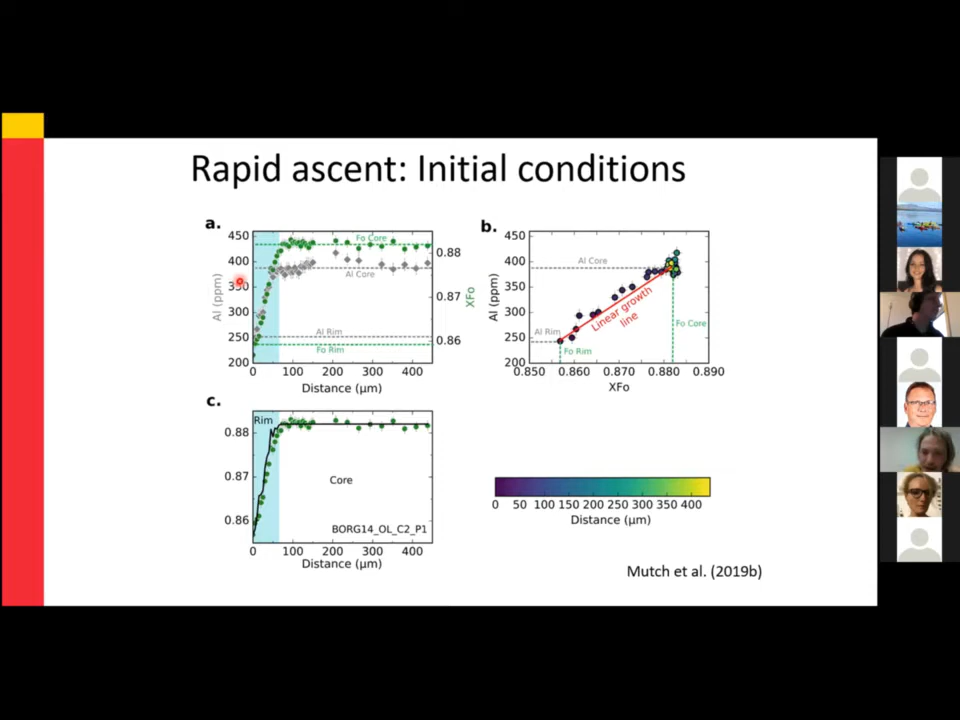 Rapid ascent: Initial conditions
a.
450
400
350
300
250
200
Al (ppm)
Fo Core
Al Core
Al Rim
Fo Rim
0.88
0.87
0.86
XFo
0 100 200 300 400
Distance (μm)
b.
450
400
350
300
250
200
Al (ppm)
Al Core
Linear growth
line
Al Rim
Fo Rim
Fo Core
0.850 0.860 0.870 0.880 0.890
XFo
c.
Rim
0.88
0.87
0.86
Core
BORG14_OL_C2_P1
0 100 200 300 400
Distance (μm)
0 50 100 150 200 250 300 350 400
Distance (μm)
Mutch et al. (2019b)